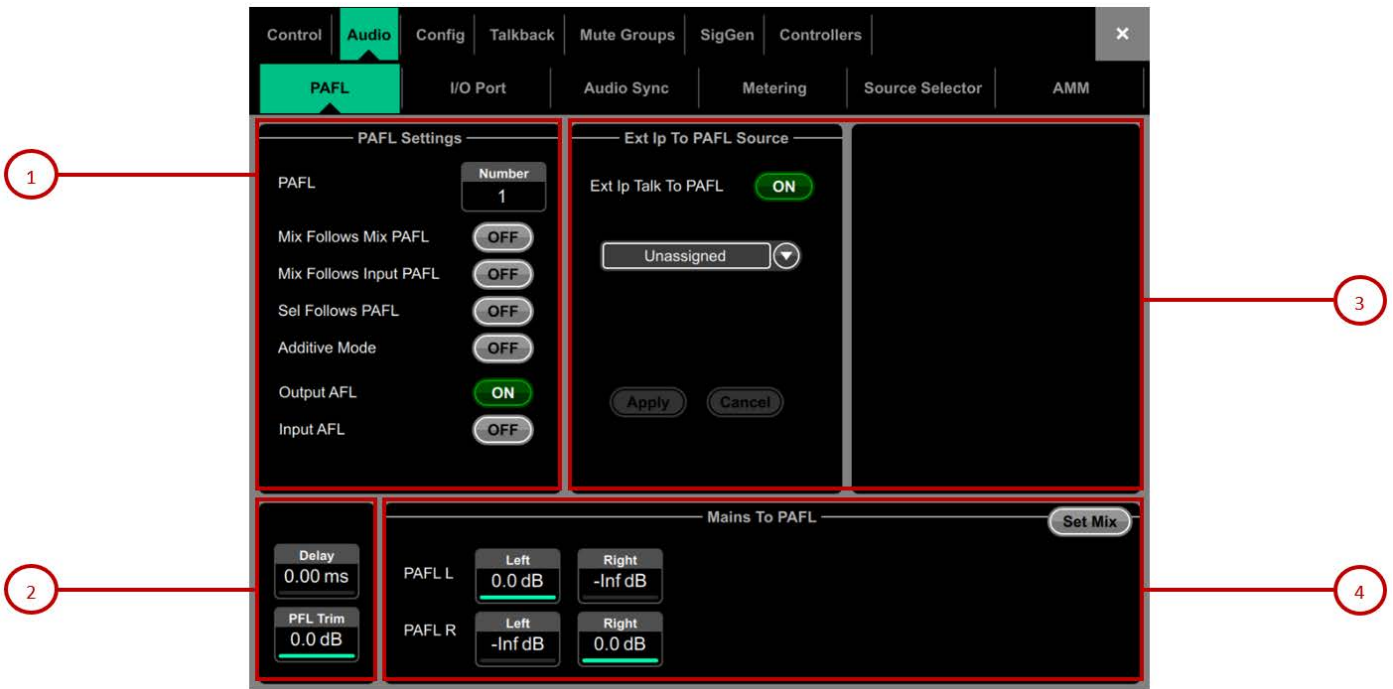 Control Audio Config Talkback Mute Groups SigGen Controllers ×
PAFL I/O Port Audio Sync Metering Source Selector AMM
PAFL Settings
PAFL
Number
1
Mix Follows Mix PAFL OFF
Mix Follows Input PAFL OFF
Sel Follows PAFL OFF
Additive Mode OFF
Output AFL ON
Input AFL OFF
1
Ext Ip To PAFL Source
Ext Ip Talk To PAFL ON
Unassigned
Apply Cancel
3
Delay
0.00 ms
PFL Trim
0.0 dB
2
Mains To PAFL
Set Mix
PAFL L
Left
0.0 dB
Right
-Inf dB
PAFL R
Left
-Inf dB
Right
0.0 dB
4